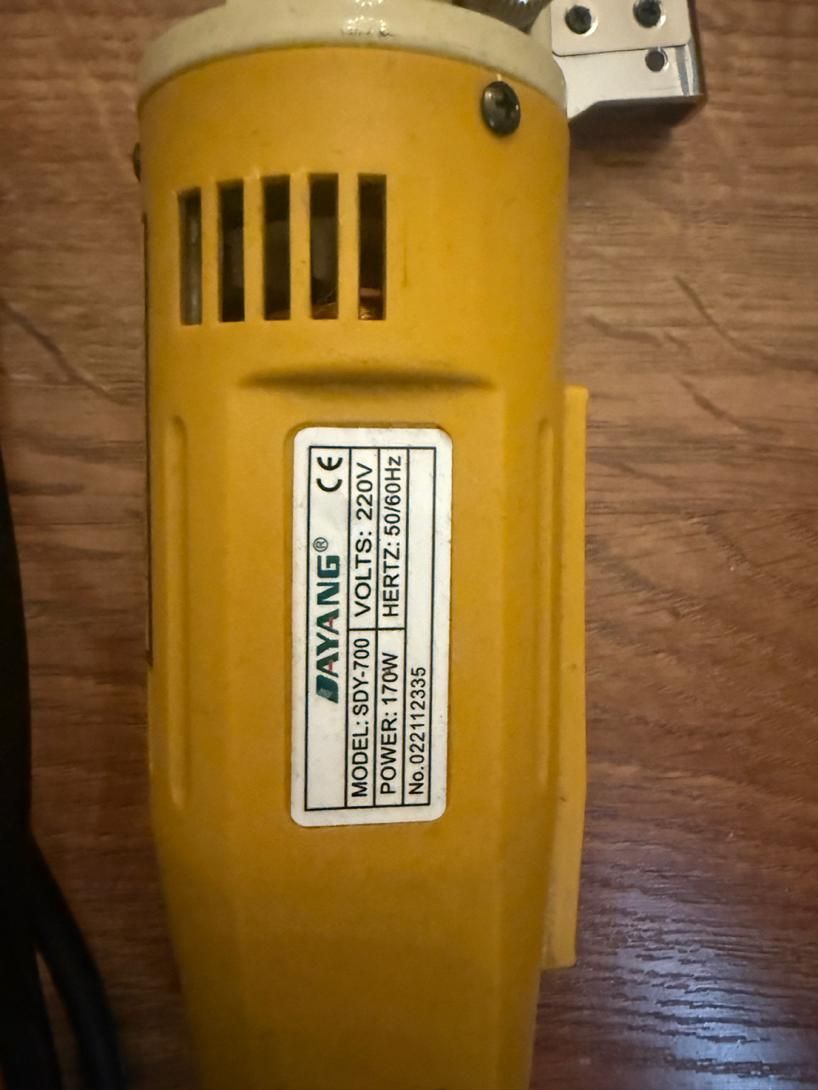 DAYANG® CE
MODEL: SDY-700 VOLTS: 220V
POWER: 170W HERTZ: 50/60Hz
No. 022112335